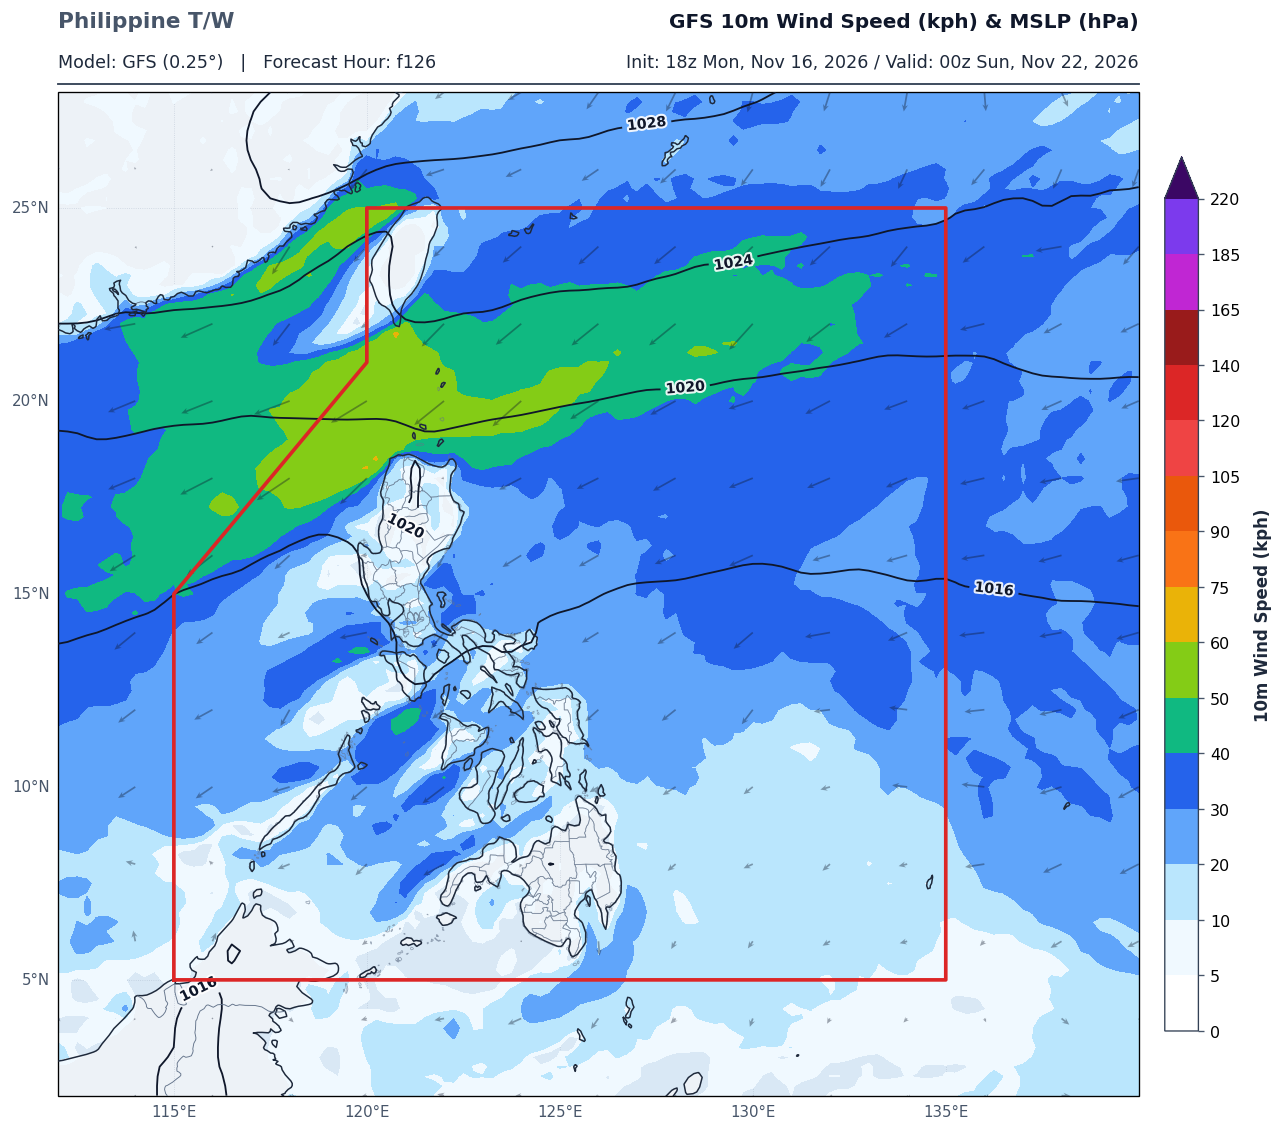 Philippine T/W
GFS 10m Wind Speed (kph) & MSLP (hPa)
Model: GFS (0.25°) | Forecast Hour: f126
Init: 18z Mon, Nov 16, 2026 / Valid: 00z Sun, Nov 22, 2026
1028
1024
1020
1020
1016
1016
25°N
20°N
15°N
10°N
5°N
115°E
120°E
125°E
130°E
135°E
220
185
165
140
120
105
90
75
60
50
40
30
20
10
5
0
10m Wind Speed (kph)